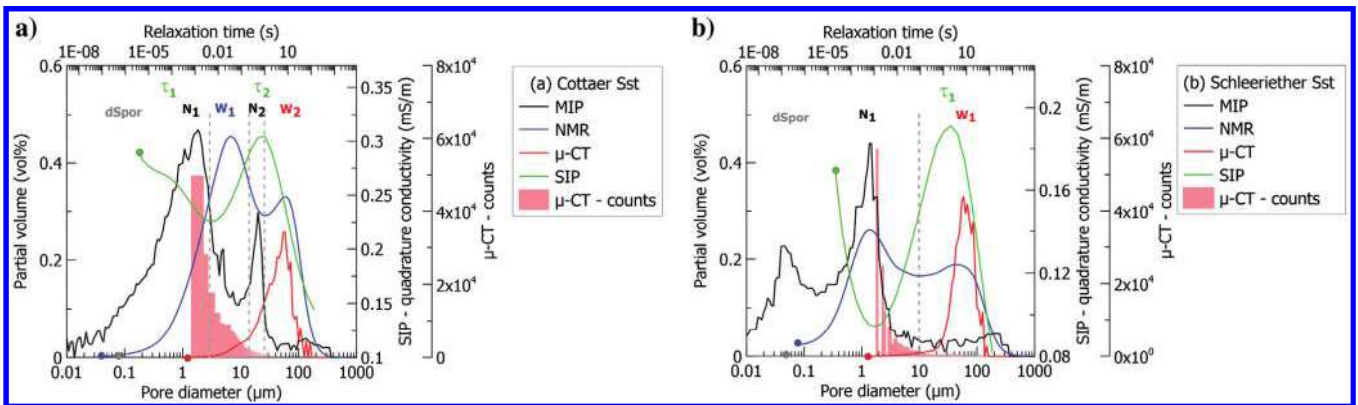 a)
Relaxation time (s)
1E-08 1E-05 0.01 10
0.6 0.4 0.2 0
Partial volume (vol%)
τ1 τ2
dSpor N1 W1 N2 W2
0.35 0.3 0.25 0.2 0.15 0.1
SIP - quadrature conductivity (mS/m)
8x10⁴ 6x10⁴ 4x10⁴ 2x10⁴ 0
μ-CT - counts
0.01 0.1 1 10 100 1000
Pore diameter (μm)
(a) Cottaer Sst
MIP
NMR
μ-CT
SIP
μ-CT - counts
b)
Relaxation time (s)
1E-08 1E-05 0.01 10
0.6 0.4 0.2 0
Partial volume (vol%)
τ1
dSpor N1 W1
0.2 0.16 0.12 0.08
SIP - quadrature conductivity (mS/m)
8x10⁴ 6x10⁴ 4x10⁴ 2x10⁴ 0x10⁰
μ-CT - counts
0.01 0.1 1 10 100 1000
Pore diameter (μm)
(b) Schleeriether Sst
MIP
NMR
μ-CT
SIP
μ-CT - counts